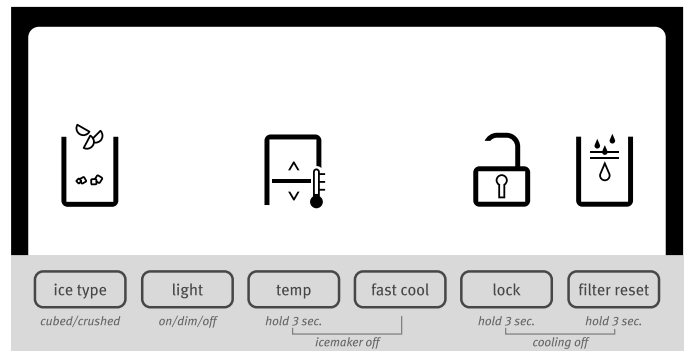 ice type light temp fast cool lock filter reset
cubed/crushed on/dim/off hold 3 sec. hold 3 sec. hold 3 sec.
icemaker off cooling off